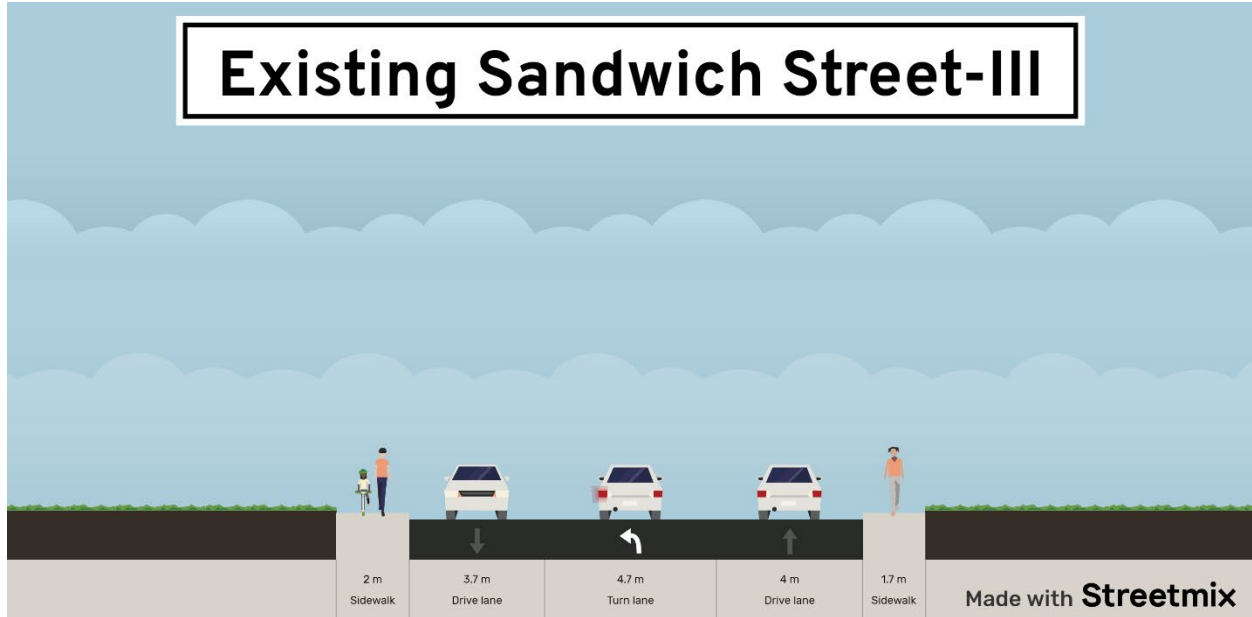 Existing Sandwich Street-III
2 m
Sidewalk
3.7 m
Drive lane
4.7 m
Turn lane
4 m
Drive lane
1.7 m
Sidewalk
Made with Streetmix